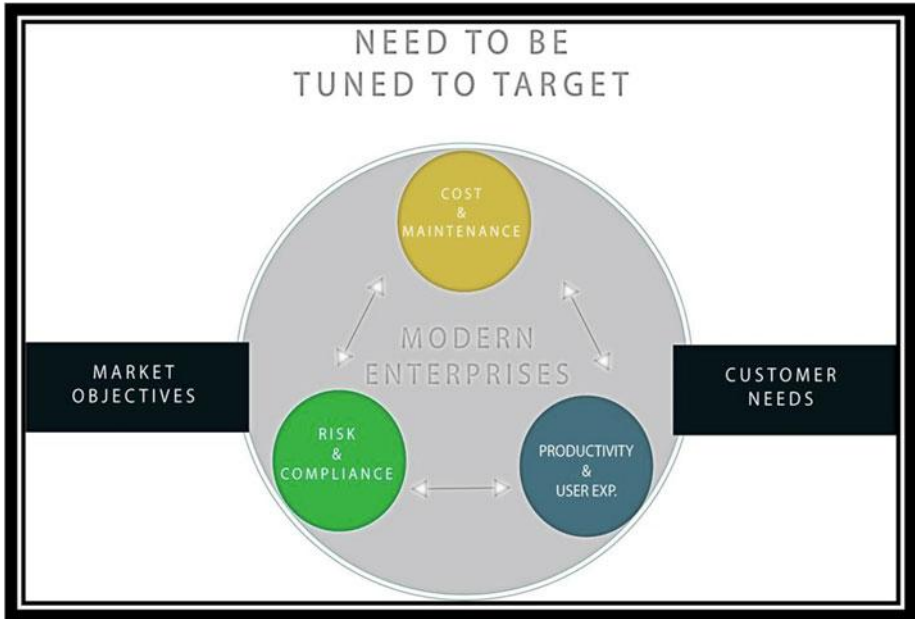 NEED TO BE
TUNED TO TARGET
COST
&
MAINTENANCE
MODERN
ENTERPRISES
MARKET
OBJECTIVES
CUSTOMER
NEEDS
RISK
&
COMPLIANCE
PRODUCTIVITY
&
USER EXP.